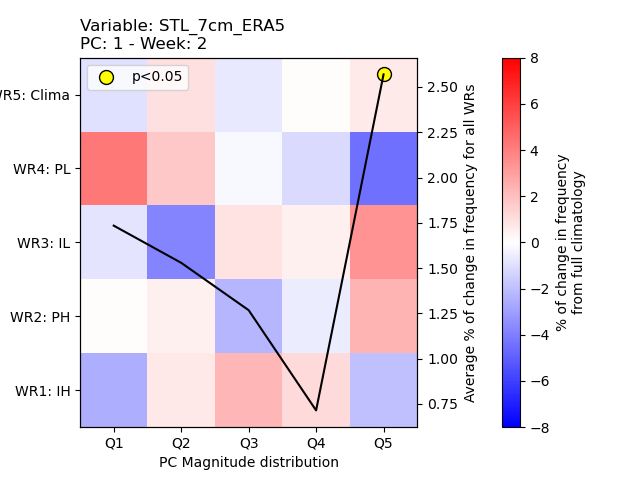 Variable: STL_7cm_ERA5
PC: 1 - Week: 2
p<0.05
WR5: Clima
WR4: PL
WR3: IL
WR2: PH
WR1: IH
Q1 Q2 Q3 Q4 Q5
PC Magnitude distribution
2.50
2.25
2.00
1.75
1.50
1.25
1.00
0.75
Average % of change in frequency for all WRs
8
6
4
2
0
−2
−4
−6
−8
% of change in frequency
from full climatology